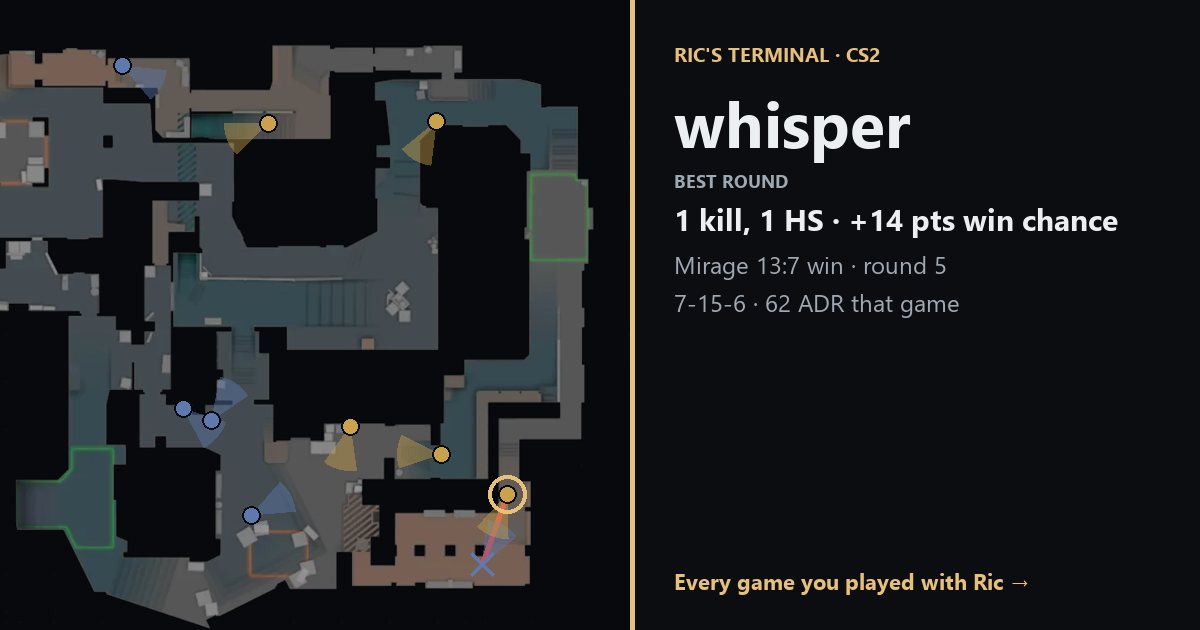 RIC'S TERMINAL · CS2
whisper
BEST ROUND
1 kill, 1 HS · +14 pts win chance
Mirage 13:7 win · round 5
7-15-6 · 62 ADR that game
Every game you played with Ric →